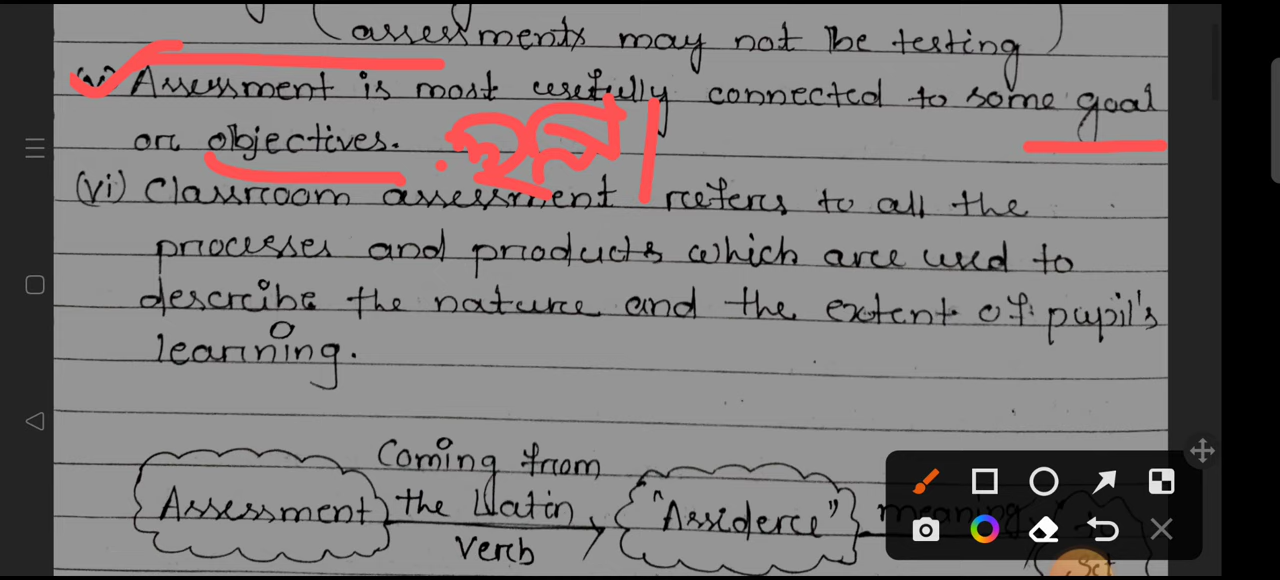 (assessments may not be testing)
(v) Assessment is most usefully connected to some goal
or objectives.
(vi) Classroom assessment refers to all the
processes and products which are used to
describe the nature and the extent of pupil's
learning.
Coming from
Assessment the Latin "Assidere" meaning
Verb